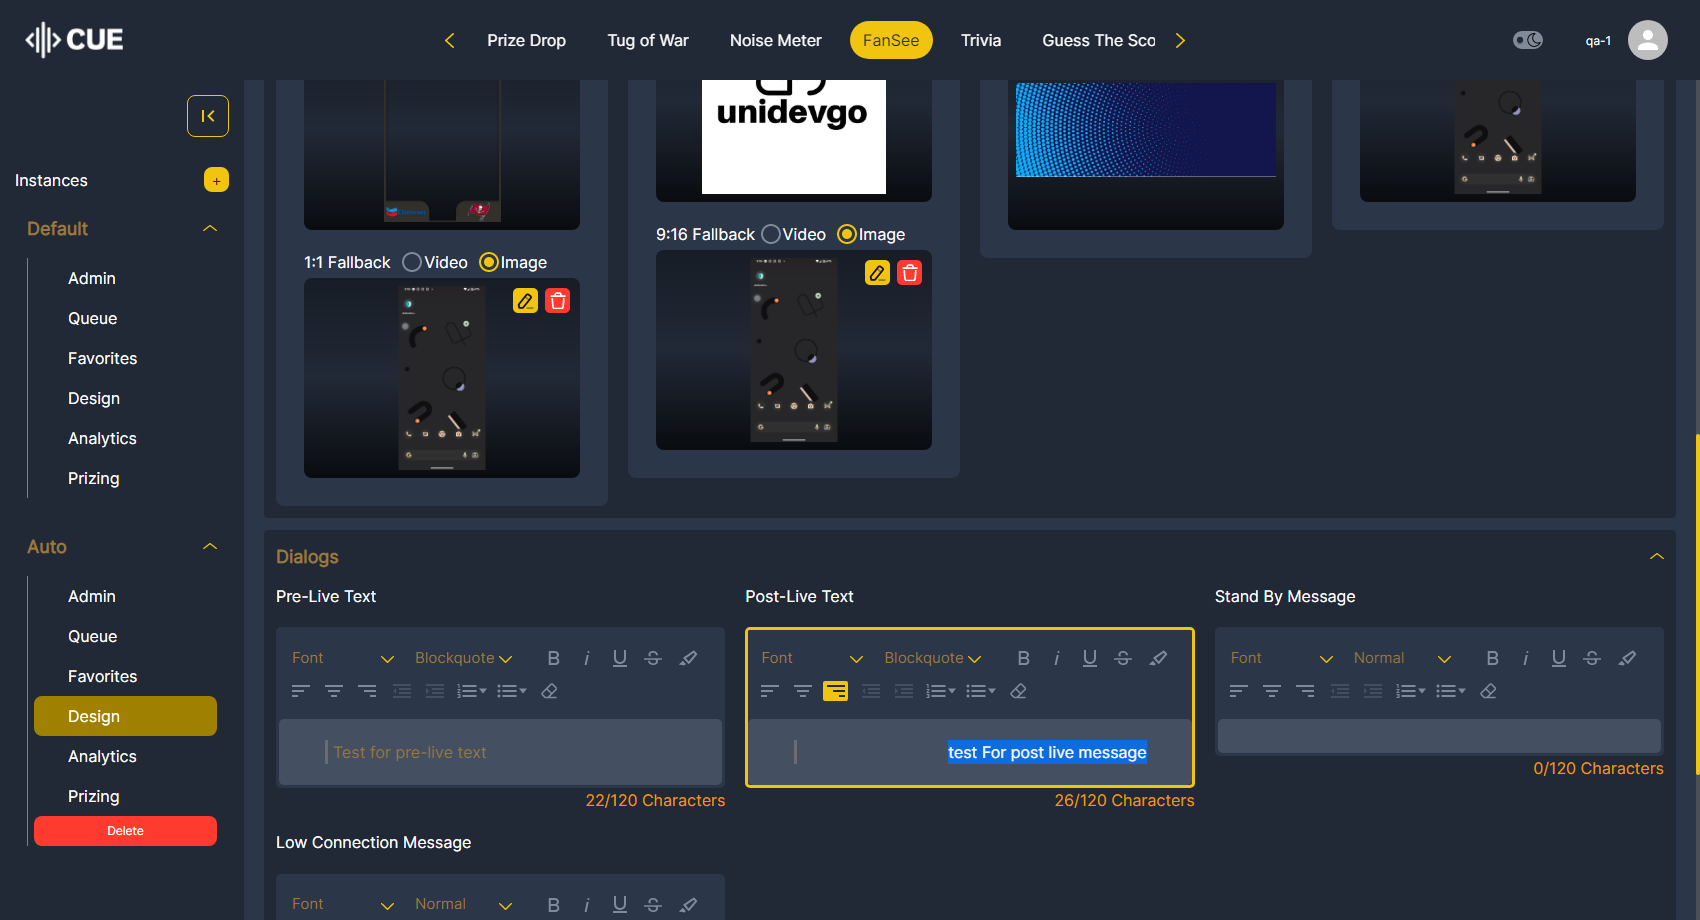 CUE
Prize Drop
Tug of War
Noise Meter
FanSee
Trivia
Guess The Sco
qa-1
Instances
+
Default
Admin
Queue
Favorites
Design
Analytics
Prizing
Auto
Admin
Queue
Favorites
Design
Analytics
Prizing
Delete
unidevgo
1:1 Fallback Video Image
9:16 Fallback Video Image
Dialogs
Pre-Live Text
Font Blockquote B i U S
Test for pre-live text
22/120 Characters
Post-Live Text
Font Blockquote B i U S
test For post live message
26/120 Characters
Stand By Message
Font Normal B i U S
0/120 Characters
Low Connection Message
Font Normal B i U S